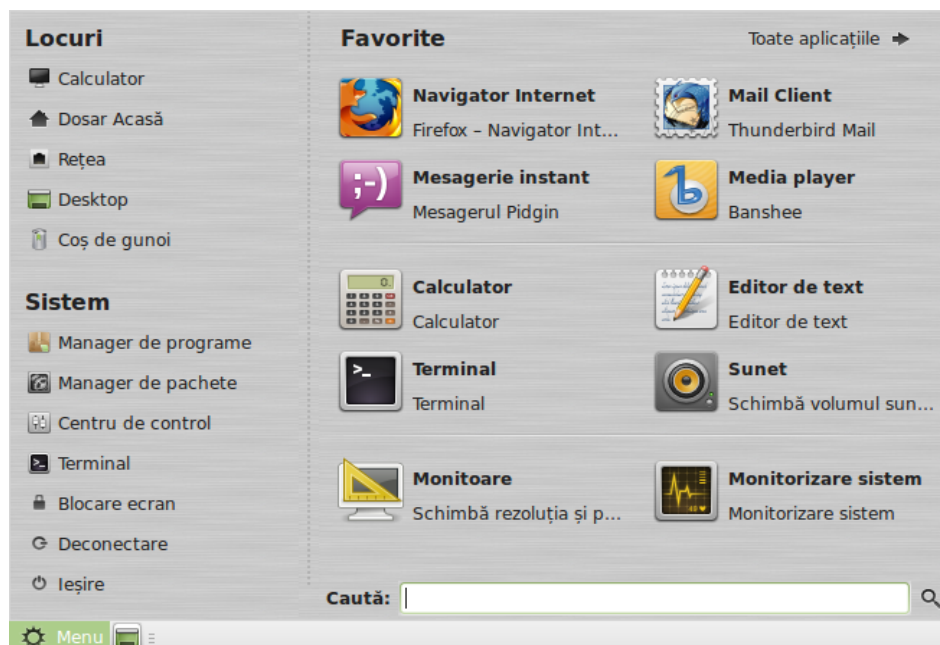 Locuri
Calculator
Dosar Acasă
Rețea
Desktop
Coș de gunoi
Sistem
Manager de programe
Manager de pachete
Centru de control
Terminal
Blocare ecran
Deconectare
Ieșire
Favorite
Toate aplicațiile
Navigator Internet
Firefox – Navigator Int...
Mail Client
Thunderbird Mail
;-)
Mesagerie instant
Mesagerul Pidgin
Media player
Banshee
0.
Calculator
Calculator
Editor de text
Editor de text
>_
Terminal
Terminal
Sunet
Schimbă volumul sun...
Monitoare
Schimbă rezoluția și p...
Monitorizare sistem
Monitorizare sistem
Caută:
Menu